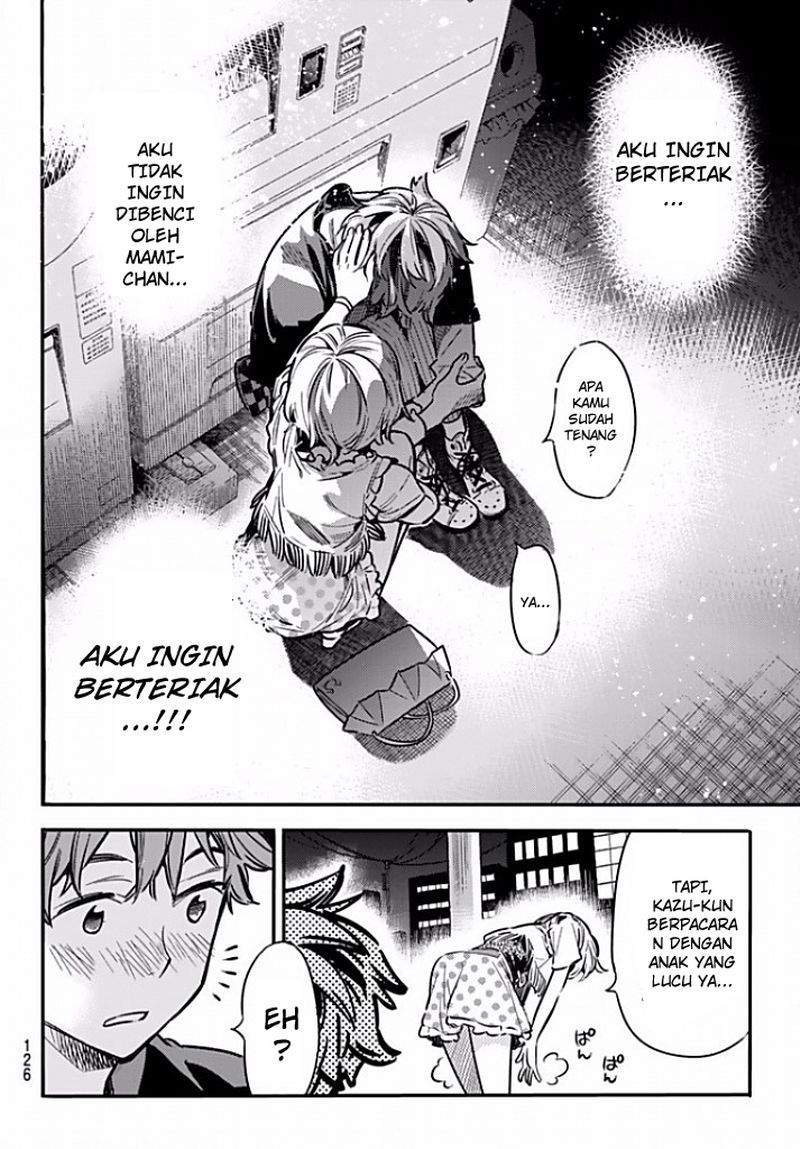 AKU INGIN
BERTERIAK
...
AKU
TIDAK
INGIN
DIBENCI
OLEH
MAMI-
CHAN...
APA
KAMU
SUDAH
TENANG
?
YA...
AKU INGIN
BERTERIAK
...!!!
TAPI,
KAZU-KUN
BERPACARA
N DENGAN
ANAK YANG
LUCU YA...
ぱん
ぱん
EH
?
126